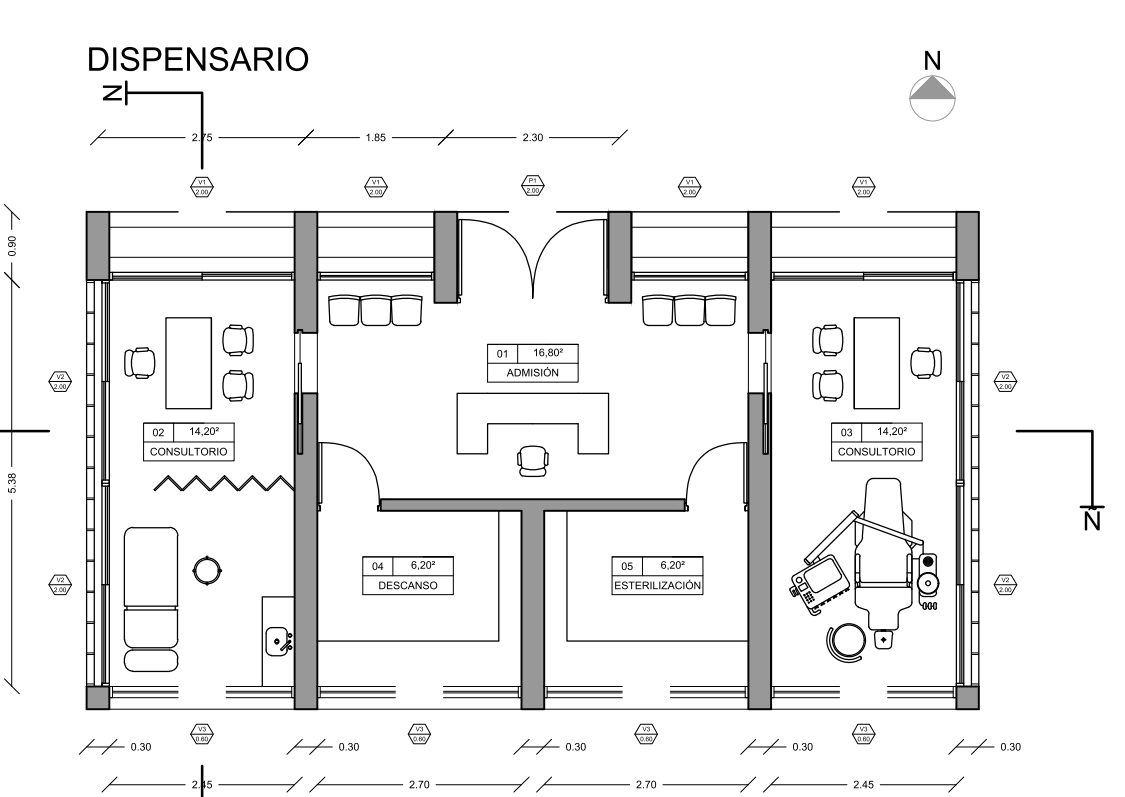 DISPENSARIO
N
N
2.75
1.85
2.30
V1
2.00
V1
2.00
P1
2.00
V1
2.00
V1
2.00
0.90
01
16,80²
ADMISIÓN
V2
2.00
V2
2.00
02
14,20²
CONSULTORIO
03
14,20²
CONSULTORIO
5.38
N
04
6,20²
DESCANSO
05
6,20²
ESTERILIZACIÓN
V2
2.00
V2
2.00
V3
0.60
V3
0.60
V3
0.60
V3
0.60
0.30
0.30
0.30
0.30
0.30
2.45
2.70
2.70
2.45